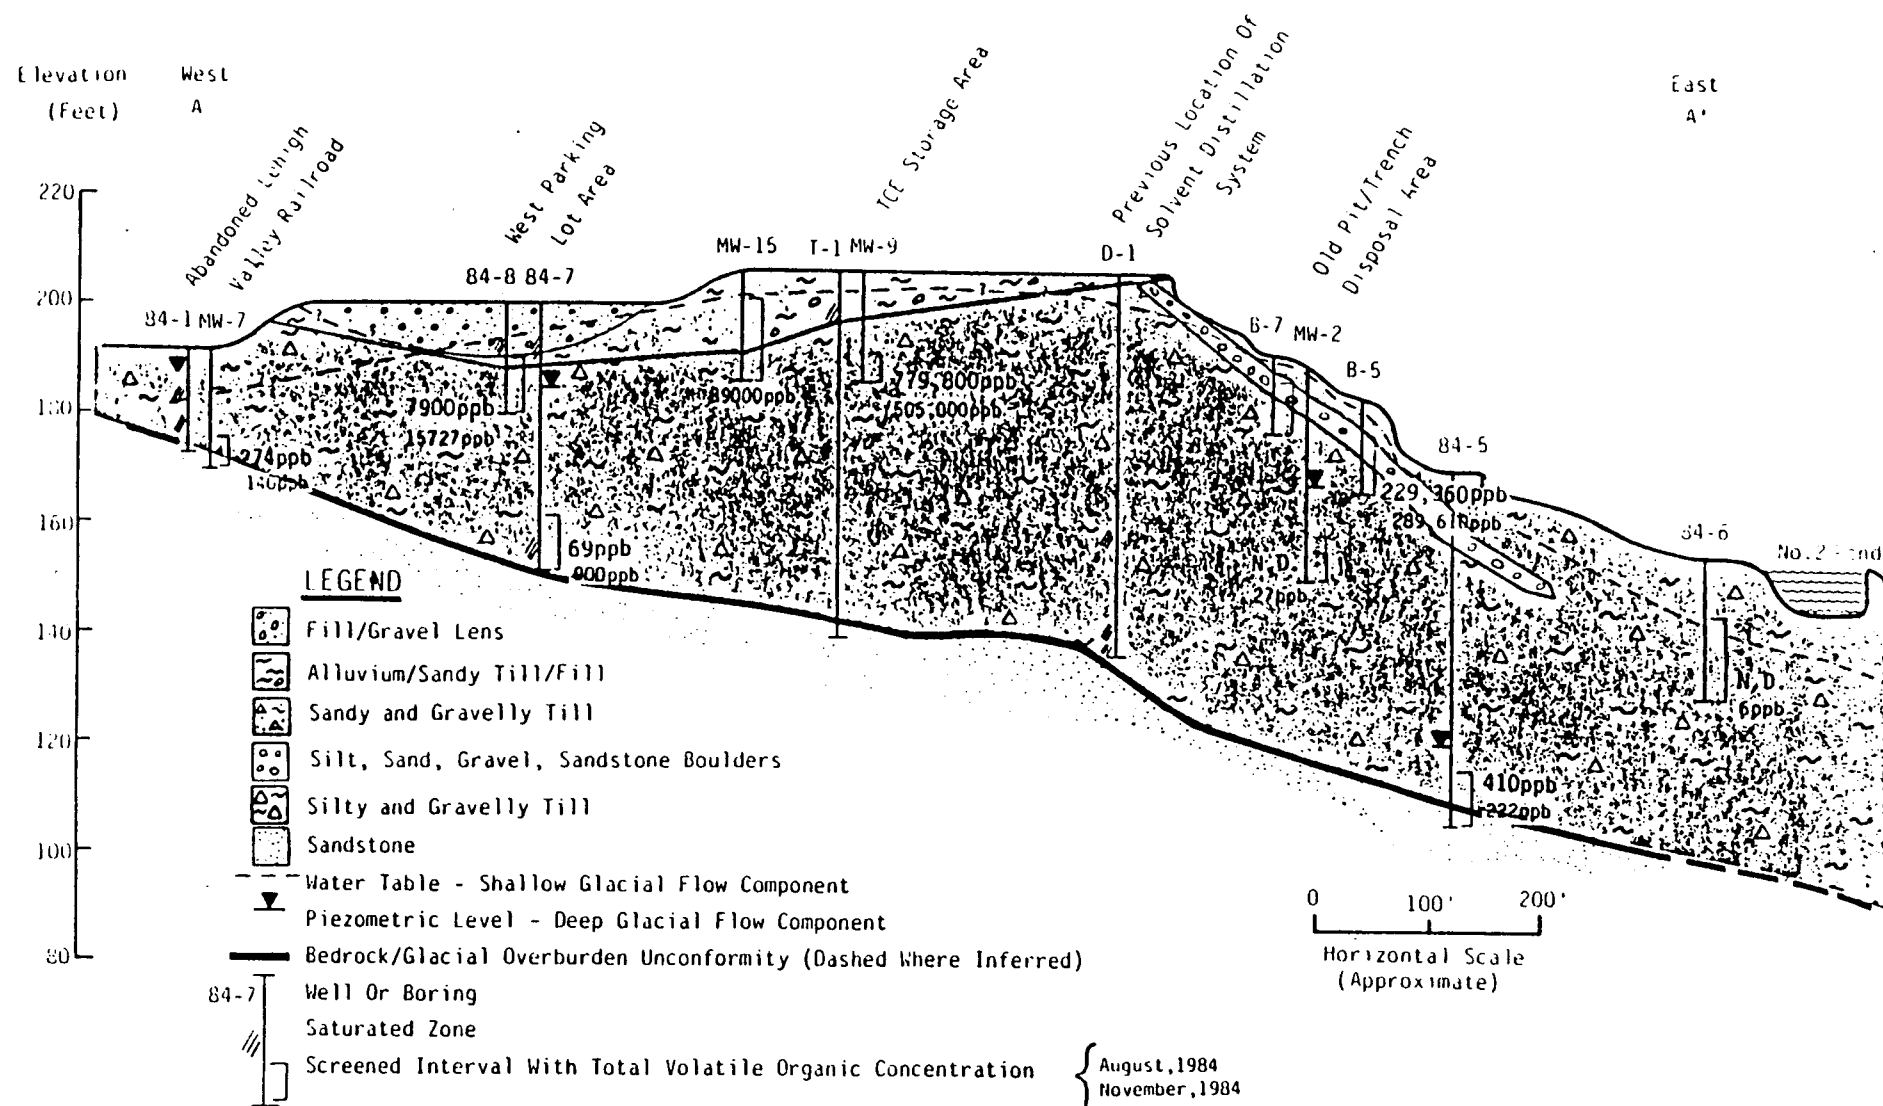 Elevation
(Feet)
West
A
East
A'
Abandoned Lehigh
Valley Railroad
West Parking
Lot Area
TCE Storage Area
Previous Location Of
Solvent Distillation
System
Old Pit/Trench
Disposal Area
220
200
180
160
140
120
100
80
84-1 MW-7
84-8 84-7
MW-15
T-1 MW-9
D-1
B-7 MW-2
B-5
84-5
84-6
No.2
274ppb
140ppb
7900ppb
15727ppb
69ppb
900ppb
89000ppb
779,800ppb
505,000ppb
N.D.
27ppb
229,360ppb
289,610ppb
410ppb
222ppb
N.D.
6ppb
LEGEND
Fill/Gravel Lens
Alluvium/Sandy Till/Fill
Sandy and Gravelly Till
Silt, Sand, Gravel, Sandstone Boulders
Silty and Gravelly Till
Sandstone
Water Table - Shallow Glacial Flow Component
Piezometric Level - Deep Glacial Flow Component
Bedrock/Glacial Overburden Unconformity (Dashed Where Inferred)
84-7
Well Or Boring
Saturated Zone
Screened Interval With Total Volatile Organic Concentration
August,1984
November,1984
0 100' 200'
Horizontal Scale
(Approximate)